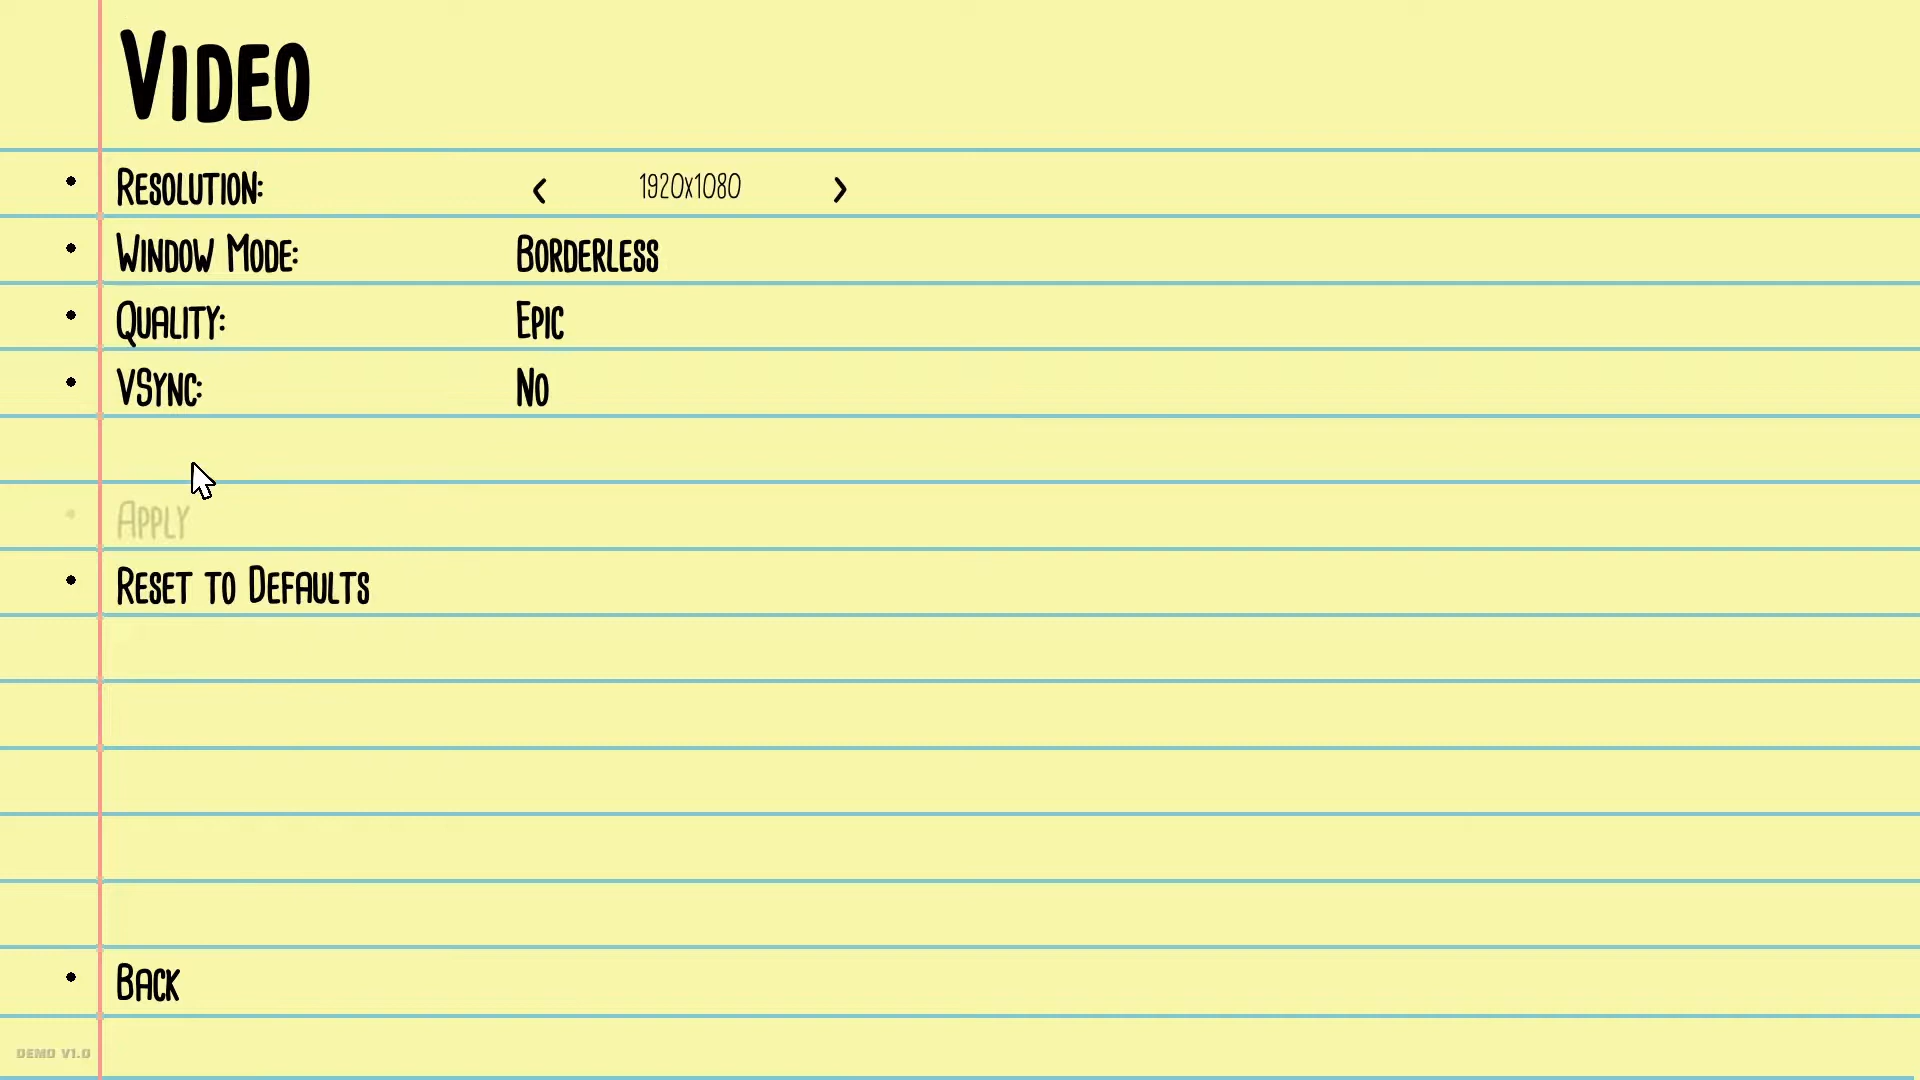 Video
Resolution: < 1920x1080 >
Window Mode: Borderless
Quality: Epic
VSync: No
Apply
Reset to Defaults
Back
DEMO V1.0